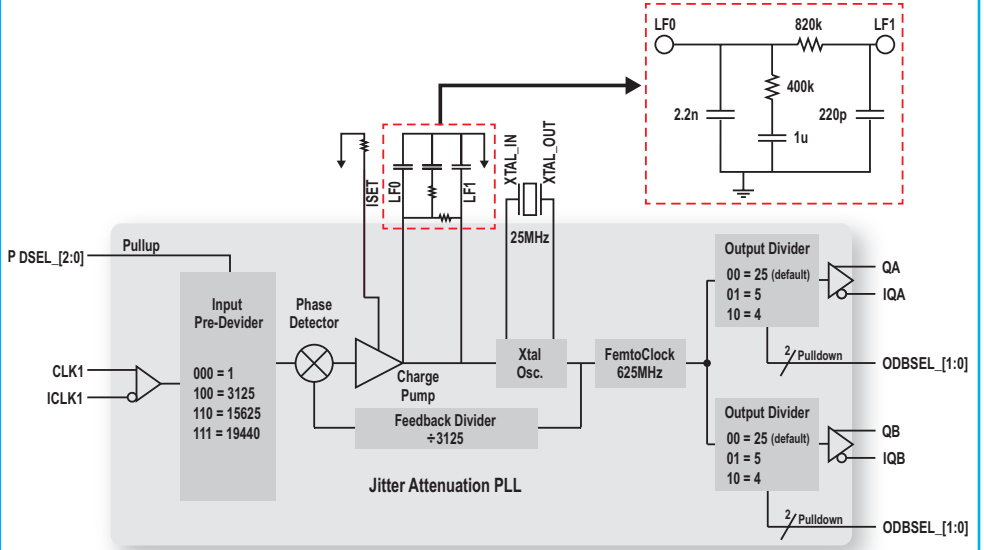 LF0
820k
LF1
400k
2.2n
220p
1u
ISET
LF0
LF1
XTAL_IN
XTAL_OUT
25MHz
P DSEL_[2:0]
Pullup
Input
Pre-Devider
000 = 1
100 = 3125
110 = 15625
111 = 19440
CLK1
ICLK1
Phase
Detector
Charge
Pump
Xtal
Osc.
FemtoClock
625MHz
Feedback Divider
÷3125
Jitter Attenuation PLL
Output Divider
00 = 25 (default)
01 = 5
10 = 4
QA
IQA
2
Pulldown
ODBSEL_[1:0]
Output Divider
00 = 25 (default)
01 = 5
10 = 4
QB
IQB
2
Pulldown
ODBSEL_[1:0]